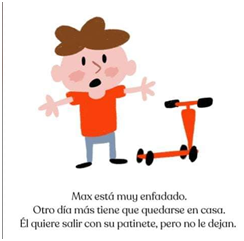 Max está muy enfadado.
Otro día más tiene que quedarse en casa.
Él quiere salir con su patinete, pero no le dejan.